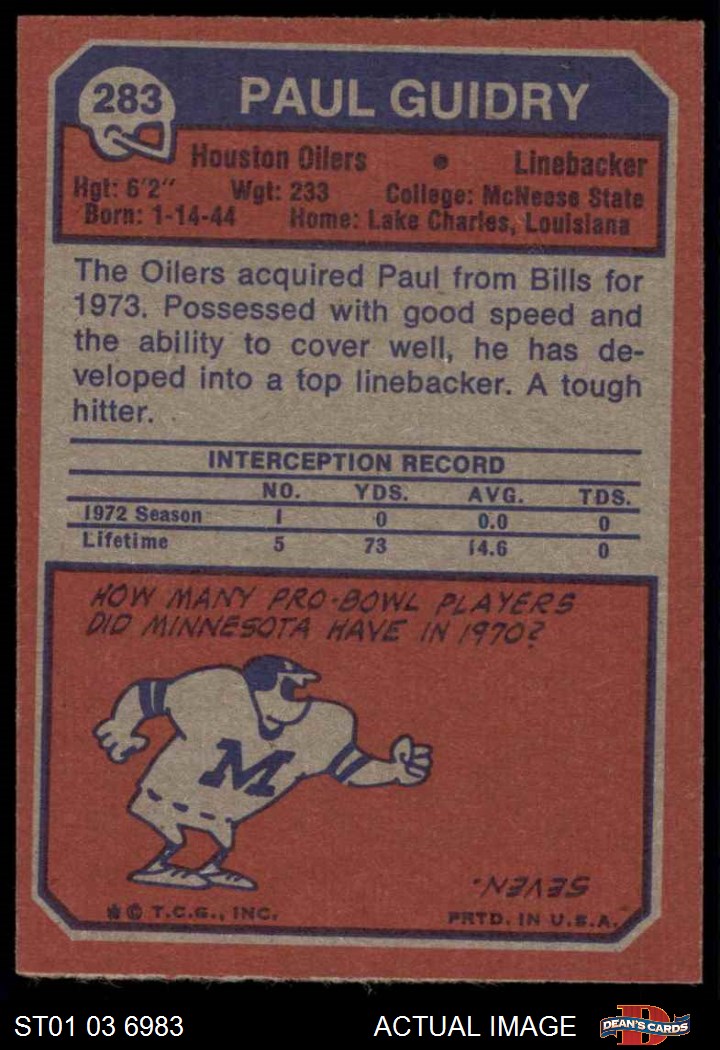 283
PAUL GUIDRY
Houston Oilers • Linebacker
Hgt: 6'2" Wgt: 233 College: McNeese State
Born: 1-14-44 Home: Lake Charles, Louisiana
The Oilers acquired Paul from Bills for
1973. Possessed with good speed and
the ability to cover well, he has de-
veloped into a top linebacker. A tough
hitter.
INTERCEPTION RECORD
NO. YDS. AVG. TDS.
1972 Season 1 0 0.0 0
Lifetime 5 73 14.6 0
HOW MANY PRO-BOWL PLAYERS
DID MINNESOTA HAVE IN 1970?
M
SEVEN.
* © T.C.G., INC. PRTD. IN U.S.A.
ST01 03 6983 ACTUAL IMAGE D DEAN'S CARDS